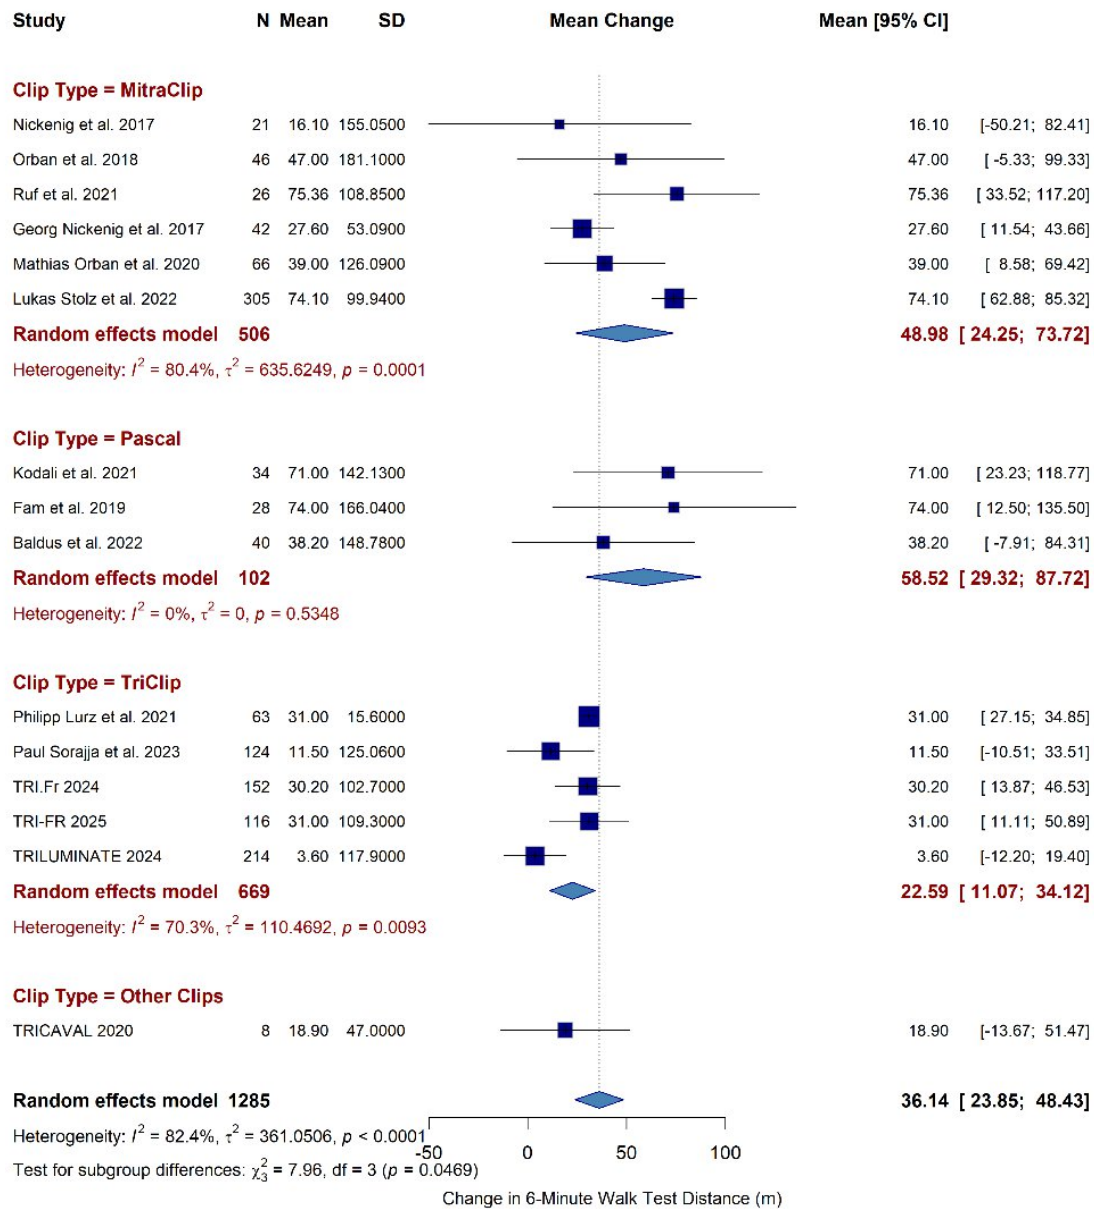 Study N Mean SD Mean Change Mean [95% CI]
Clip Type = MitraClip
Nickenig et al. 2017 21 16.10 155.0500 16.10 [-50.21; 82.41]
Orban et al. 2018 46 47.00 181.1000 47.00 [ -5.33; 99.33]
Ruf et al. 2021 26 75.36 108.8500 75.36 [ 33.52; 117.20]
Georg Nickenig et al. 2017 42 27.60 53.0900 27.60 [ 11.54; 43.66]
Mathias Orban et al. 2020 66 39.00 126.0900 39.00 [ 8.58; 69.42]
Lukas Stolz et al. 2022 305 74.10 99.9400 74.10 [ 62.88; 85.32]
Random effects model 506 48.98 [ 24.25; 73.72]
Heterogeneity: I² = 80.4%, τ² = 635.6249, p = 0.0001
Clip Type = Pascal
Kodali et al. 2021 34 71.00 142.1300 71.00 [ 23.23; 118.77]
Fam et al. 2019 28 74.00 166.0400 74.00 [ 12.50; 135.50]
Baldus et al. 2022 40 38.20 148.7800 38.20 [ -7.91; 84.31]
Random effects model 102 58.52 [ 29.32; 87.72]
Heterogeneity: I² = 0%, τ² = 0, p = 0.5348
Clip Type = TriClip
Philipp Lurz et al. 2021 63 31.00 15.6000 31.00 [ 27.15; 34.85]
Paul Sorajja et al. 2023 124 11.50 125.0600 11.50 [-10.51; 33.51]
TRI.Fr 2024 152 30.20 102.7000 30.20 [ 13.87; 46.53]
TRI-FR 2025 116 31.00 109.3000 31.00 [ 11.11; 50.89]
TRILUMINATE 2024 214 3.60 117.9000 3.60 [-12.20; 19.40]
Random effects model 669 22.59 [ 11.07; 34.12]
Heterogeneity: I² = 70.3%, τ² = 110.4692, p = 0.0093
Clip Type = Other Clips
TRICAVAL 2020 8 18.90 47.0000 18.90 [-13.67; 51.47]
Random effects model 1285 36.14 [ 23.85; 48.43]
Heterogeneity: I² = 82.4%, τ² = 361.0506, p < 0.0001
-50 0 50 100
Test for subgroup differences: χ²₃ = 7.96, df = 3 (p = 0.0469)
Change in 6-Minute Walk Test Distance (m)